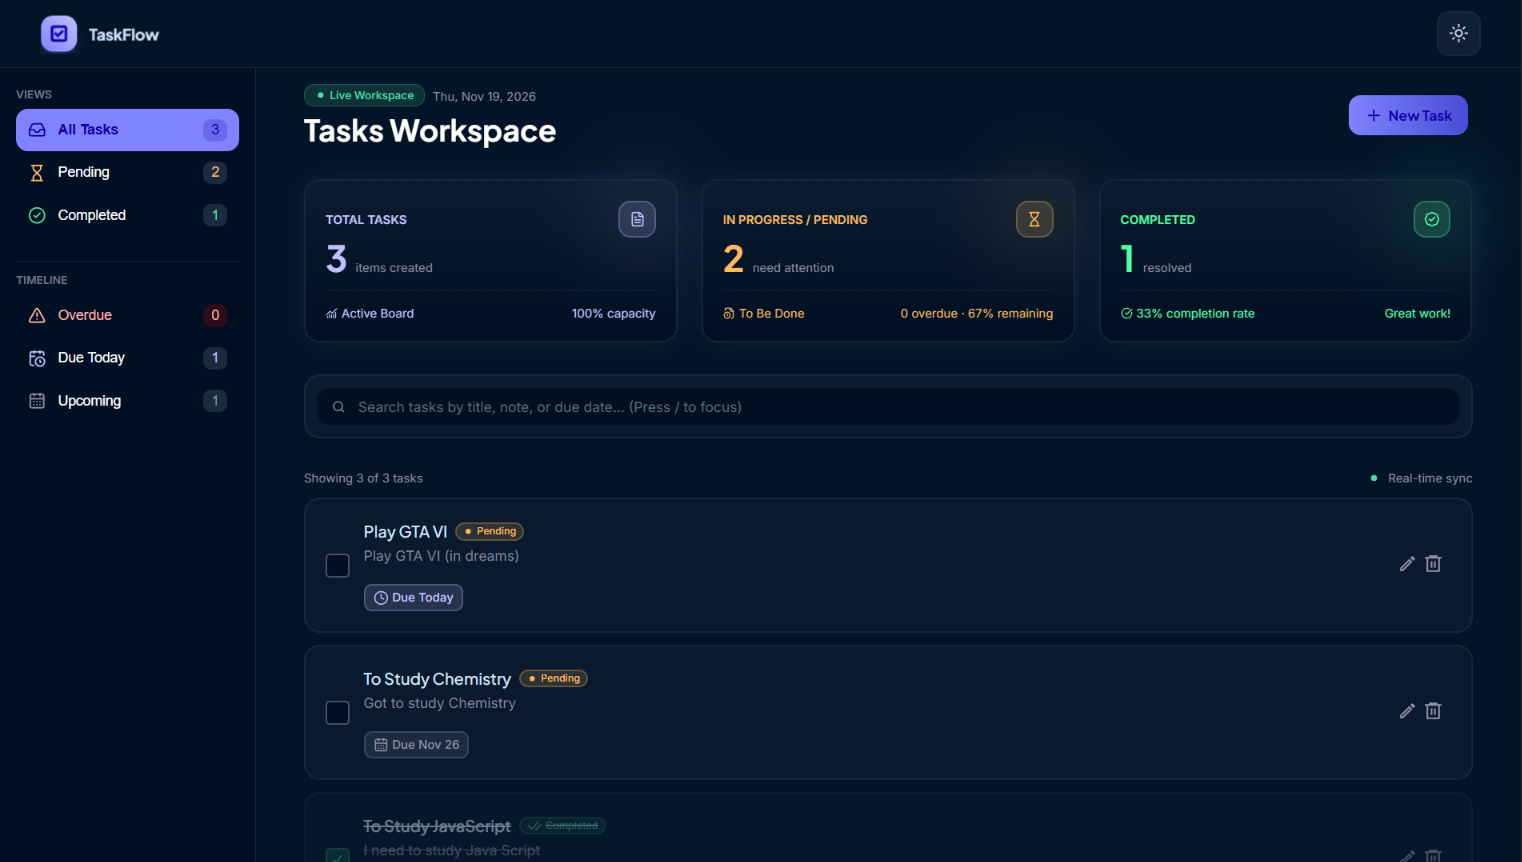 TaskFlow
VIEWS
All Tasks 3
Pending 2
Completed 1
TIMELINE
Overdue 0
Due Today 1
Upcoming 1
Live Workspace Thu, Nov 19, 2026
Tasks Workspace
+ New Task
TOTAL TASKS
3 items created
Active Board 100% capacity
IN PROGRESS / PENDING
2 need attention
To Be Done 0 overdue · 67% remaining
COMPLETED
1 resolved
33% completion rate Great work!
Search tasks by title, note, or due date... (Press / to focus)
Showing 3 of 3 tasks Real-time sync
Play GTA VI Pending
Play GTA VI (in dreams)
Due Today
To Study Chemistry Pending
Got to study Chemistry
Due Nov 26
To Study JavaScript Completed
I need to study Java Script